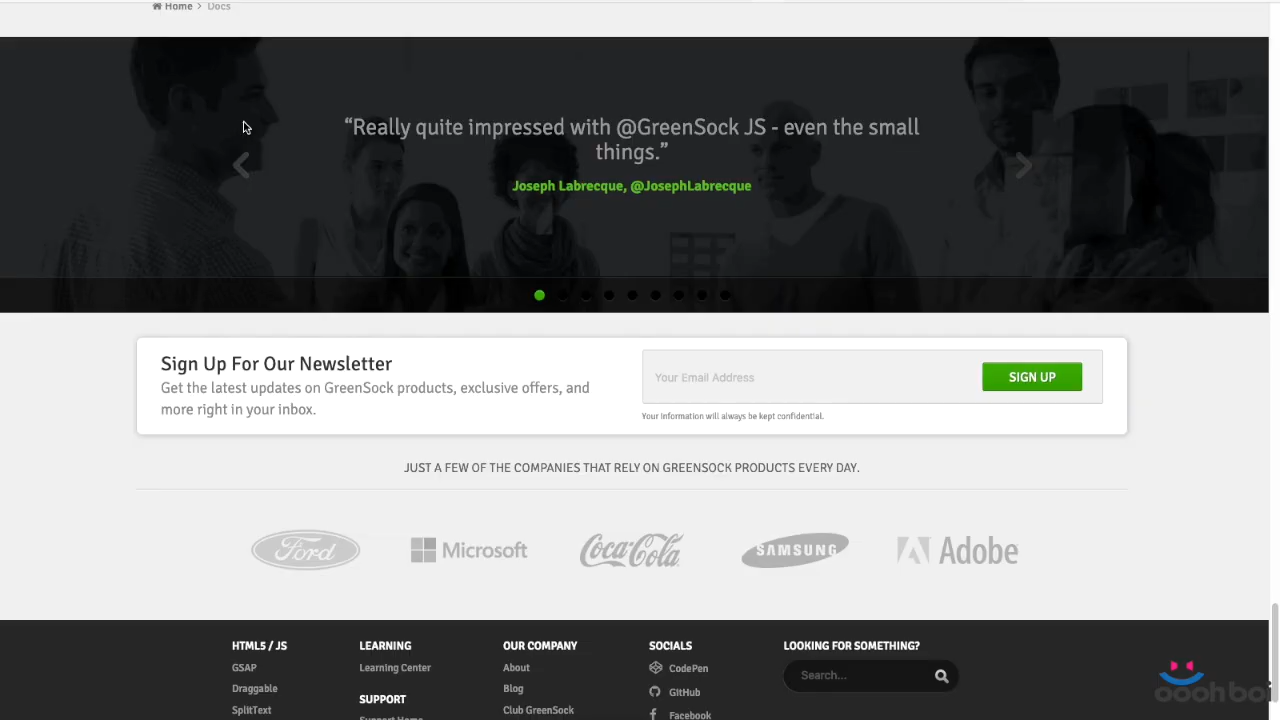 Home > Docs
“Really quite impressed with @GreenSock JS - even the small
things.”
Joseph Labrecque, @JosephLabrecque
Sign Up For Our Newsletter
Get the latest updates on GreenSock products, exclusive offers, and
more right in your inbox.
Your Email Address
SIGN UP
Your Information will always be kept confidential.
JUST A FEW OF THE COMPANIES THAT RELY ON GREENSOCK PRODUCTS EVERY DAY.
Ford
Microsoft
Coca-Cola
SAMSUNG
Adobe
HTML5 / JS
GSAP
Draggable
SplitText
LEARNING
Learning Center
SUPPORT
Support Home
OUR COMPANY
About
Blog
Club GreenSock
SOCIALS
CodePen
GitHub
Facebook
LOOKING FOR SOMETHING?
Search...
oooh boi